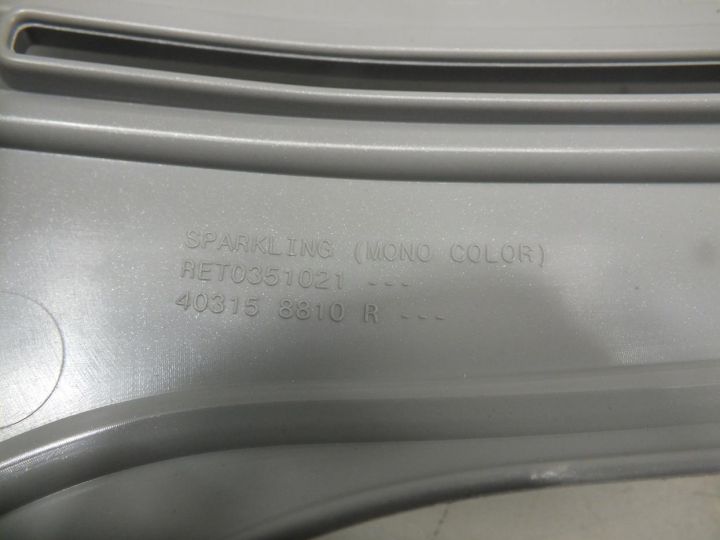 SPARKLING (MONO COLOR)
RET0351021 ---
40315 8810 R ---